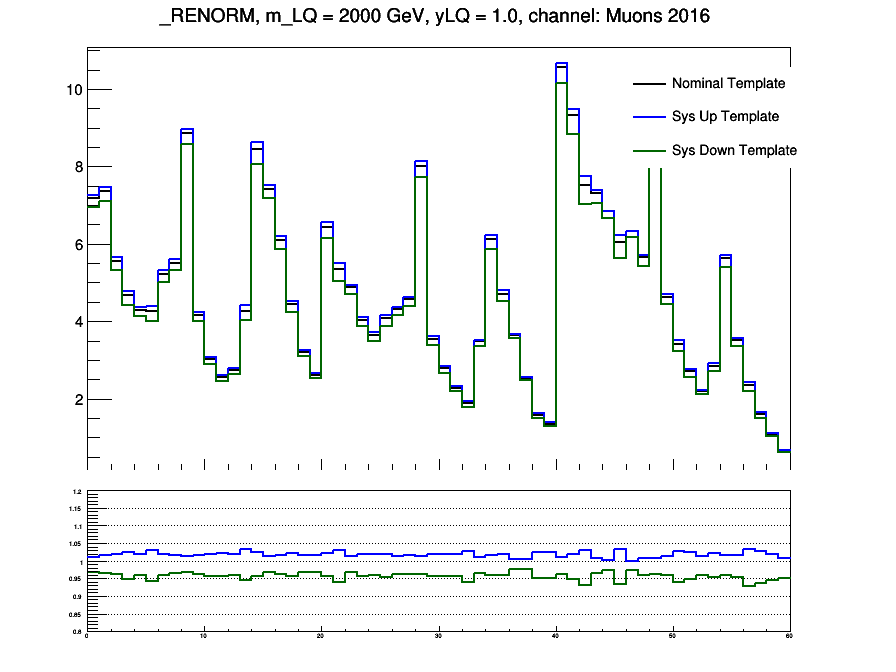 _RENORM, m_LQ = 2000 GeV, yLQ = 1.0, channel: Muons 2016
10
8
6
4
2
Nominal Template
Sys Up Template
Sys Down Template
1.2
1.15
1.1
1.05
1
0.95
0.9
0.85
0.8
0 10 20 30 40 50 60